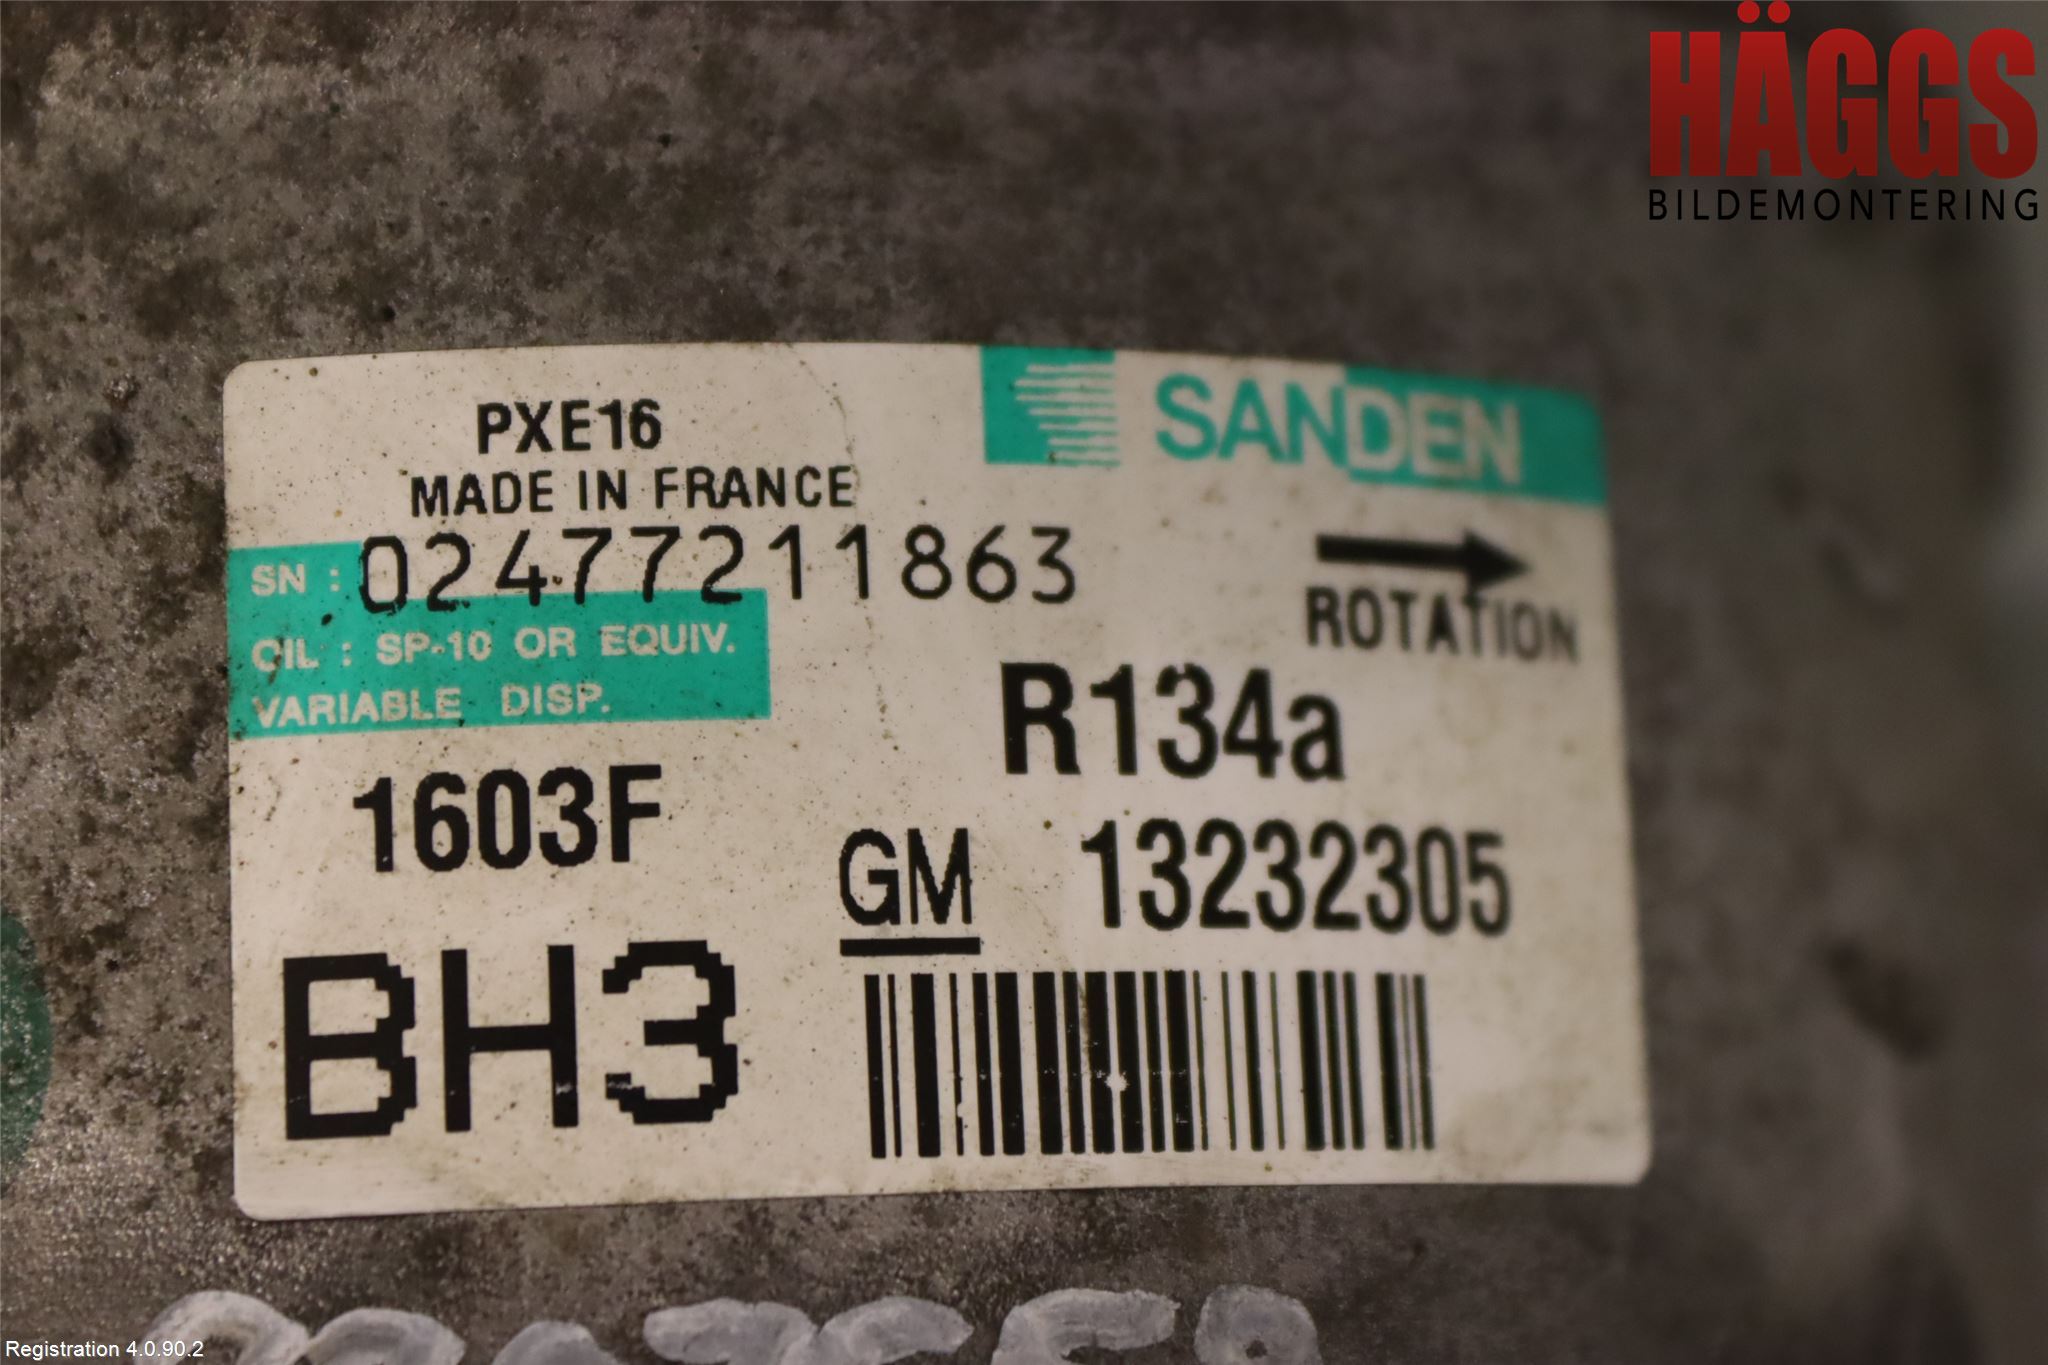 HÄGGS
BILDEMONTERING
PXE16
SANDEN
MADE IN FRANCE
SN : 02477211863
ROTATION
OIL : SP-10 OR EQUIV.
VARIABLE DISP.
R134a
1603F
GM 13232305
BH3
Registration 4.0.90.2